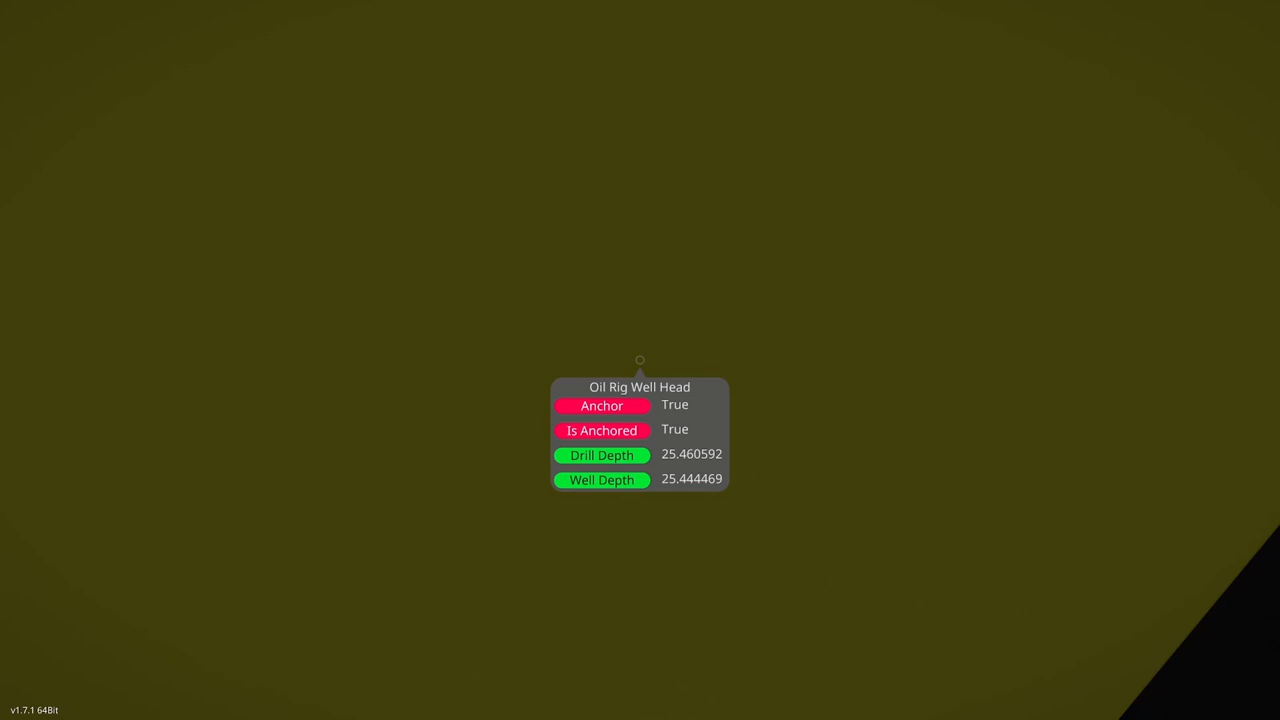 Oil Rig Well Head
Anchor True
Is Anchored True
Drill Depth 25.460592
Well Depth 25.444469
v1.7.1 64Bit